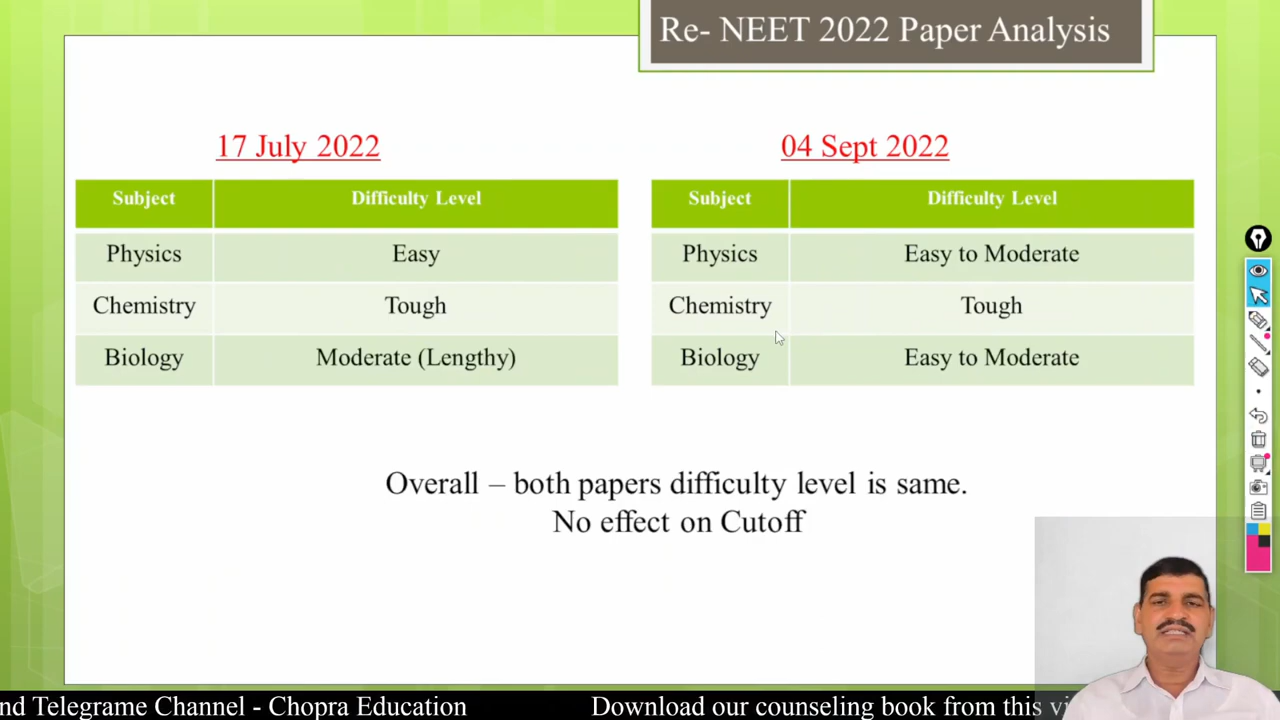 Re- NEET 2022 Paper Analysis
17 July 2022
Subject Difficulty Level
Physics Easy
Chemistry Tough
Biology Moderate (Lengthy)
04 Sept 2022
Subject Difficulty Level
Physics Easy to Moderate
Chemistry Tough
Biology Easy to Moderate
Overall – both papers difficulty level is same.
No effect on Cutoff
nd Telegrame Channel - Chopra Education Download our counseling book from this